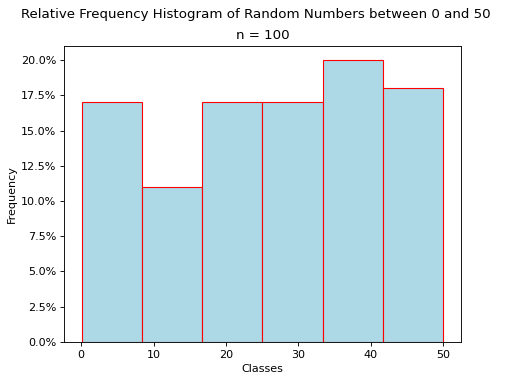 Relative Frequency Histogram of Random Numbers between 0 and 50
n = 100
20.0%
17.5%
15.0%
12.5%
10.0%
7.5%
5.0%
2.5%
0.0%
Frequency
0 10 20 30 40 50
Classes